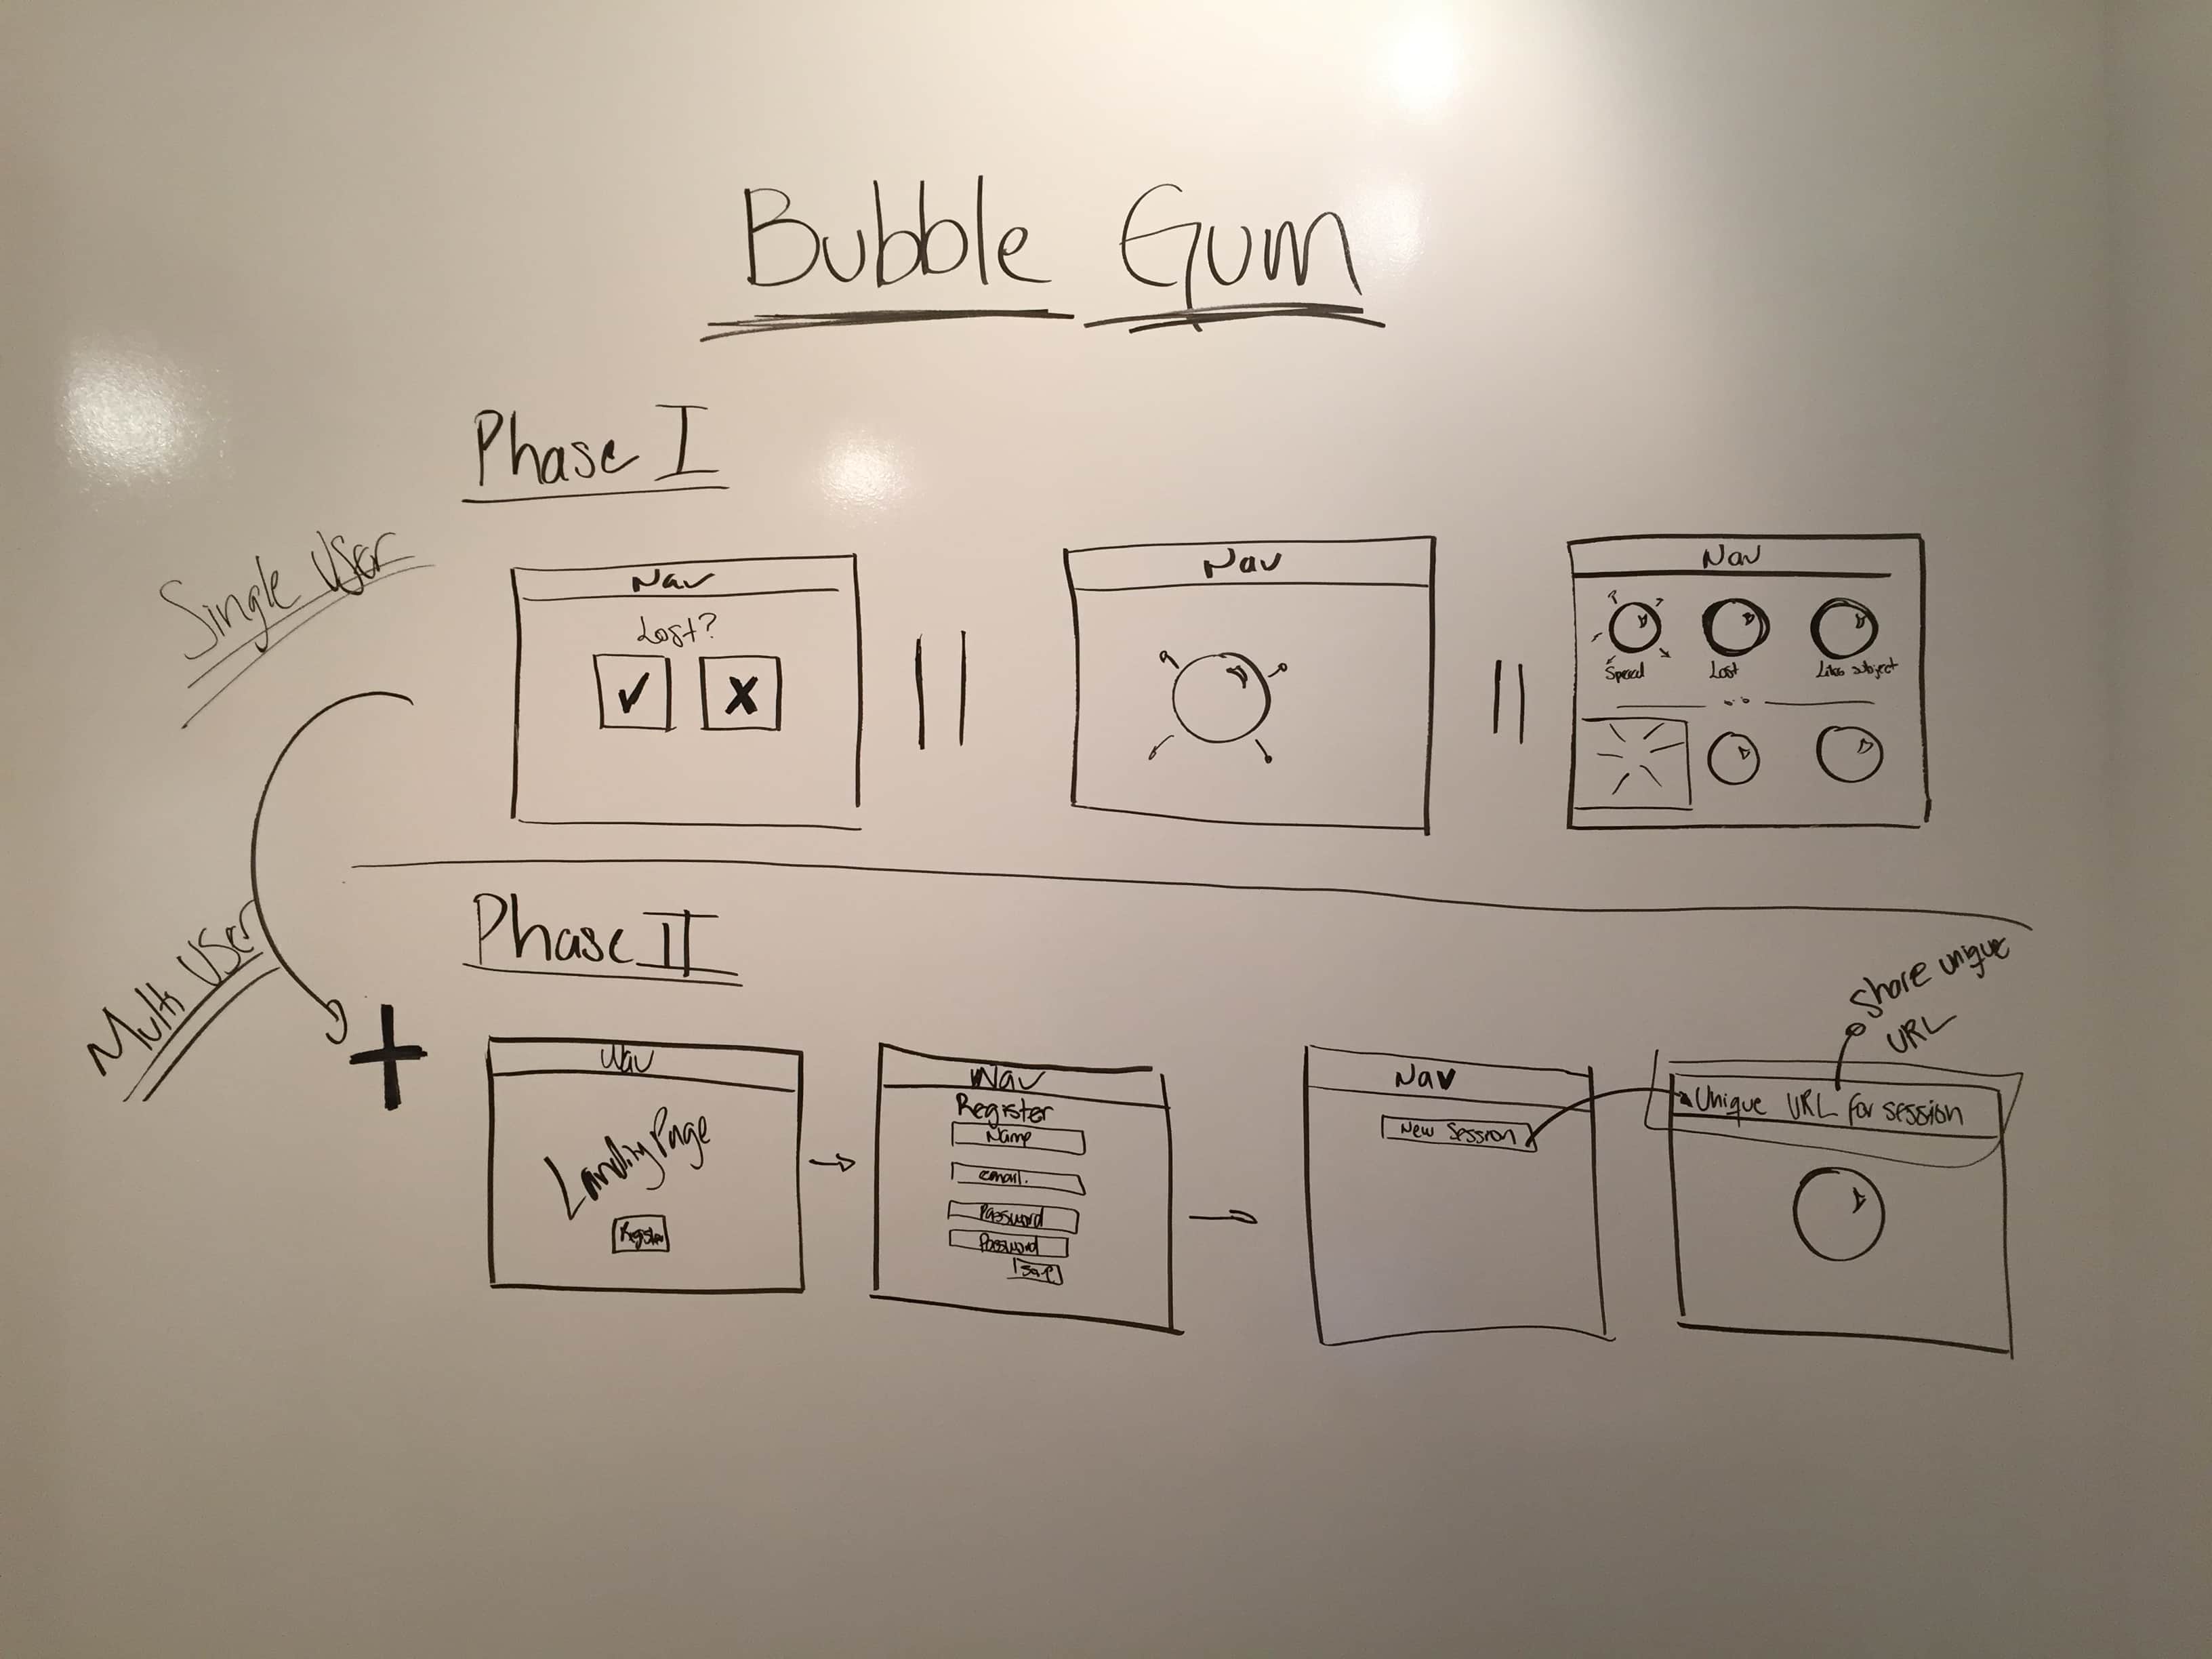 Bubble Gum
Phase I
Single User
Nav
Lost?
Nav
Nav
Speed
Lost
Likes subject
Phase II
Multi User
Nav
Landing Page
Register
Nav
Register
Name
email.
Password
Password
Nav
New Session
Share unique
URL
Unique URL for session